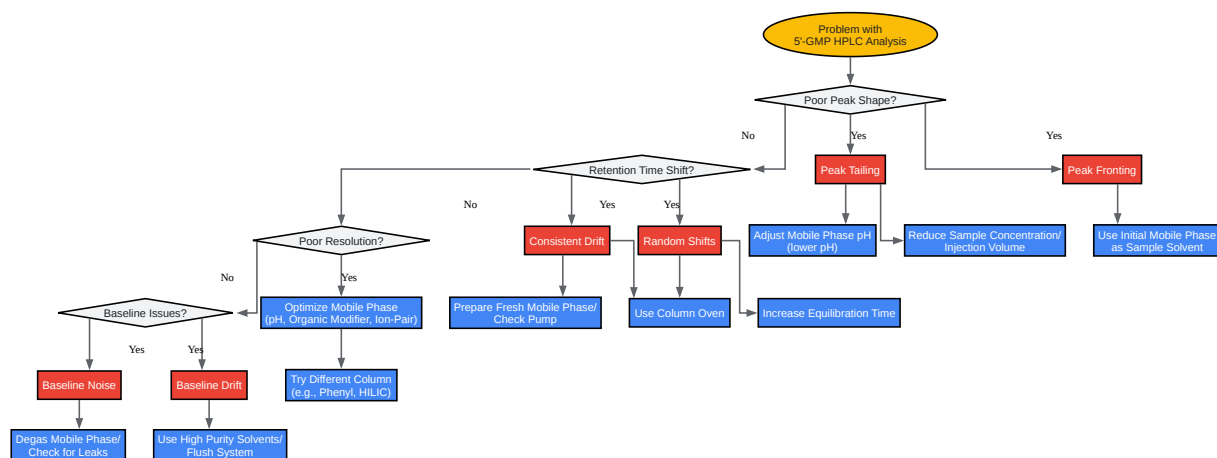 Problem with
5'-GMP HPLC Analysis
Poor Peak Shape?
No
Yes
Yes
Retention Time Shift?
Peak Tailing
Peak Fronting
No
Yes
Yes
Poor Resolution?
Consistent Drift
Random Shifts
Adjust Mobile Phase pH
(lower pH)
Reduce Sample Concentration/
Injection Volume
Use Initial Mobile Phase
as Sample Solvent
No
Yes
Baseline Issues?
Optimize Mobile Phase
(pH, Organic Modifier, Ion-Pair)
Prepare Fresh Mobile Phase/
Check Pump
Use Column Oven
Increase Equilibration Time
Yes
Yes
Baseline Noise
Baseline Drift
Try Different Column
(e.g., Phenyl, HILIC)
Degas Mobile Phase/
Check for Leaks
Use High Purity Solvents/
Flush System